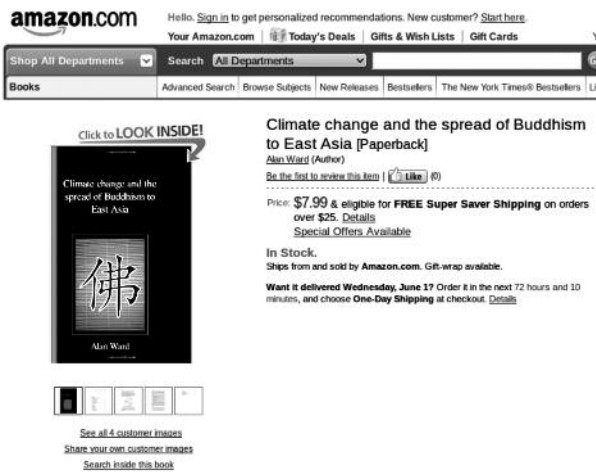 amazon.com
Hello. Sign in to get personalized recommendations. New customer? Start here.
Your Amazon.com | Today's Deals | Gifts & Wish Lists | Gift Cards
Shop All Departments Search All Departments
Books Advanced Search Browse Subjects New Releases Bestsellers The New York Times® Bestsellers
Click to LOOK INSIDE!
Climate change and the
spread of Buddhism to
East Asia
佛
Alan Ward
See all 4 customer images
Share your own customer images
Search inside this book
Climate change and the spread of Buddhism
to East Asia [Paperback]
Alan Ward (Author)
Be the first to review this item | Like (0)
Price: $7.99 & eligible for FREE Super Saver Shipping on orders
over $25. Details
Special Offers Available
In Stock.
Ships from and sold by Amazon.com. Gift-wrap available.
Want it delivered Wednesday, June 1? Order it in the next 72 hours and 10
minutes, and choose One-Day Shipping at checkout. Details